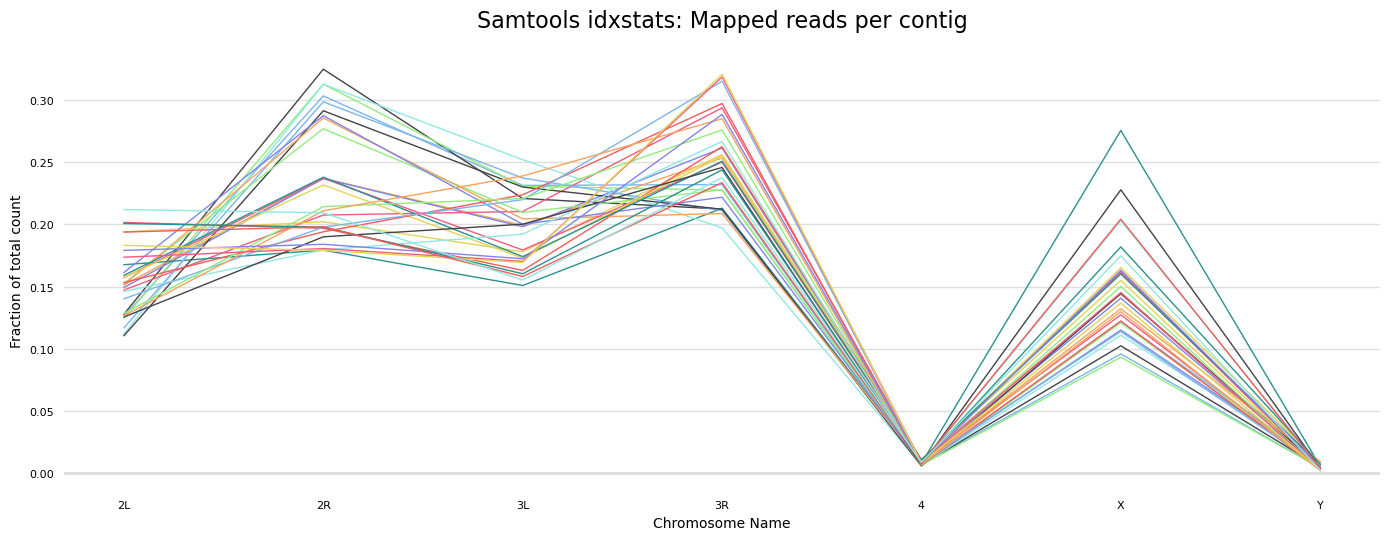 Samtools idxstats: Mapped reads per contig
Fraction of total count
0.30
0.25
0.20
0.15
0.10
0.05
0.00
2L 2R 3L 3R 4 X Y
Chromosome Name